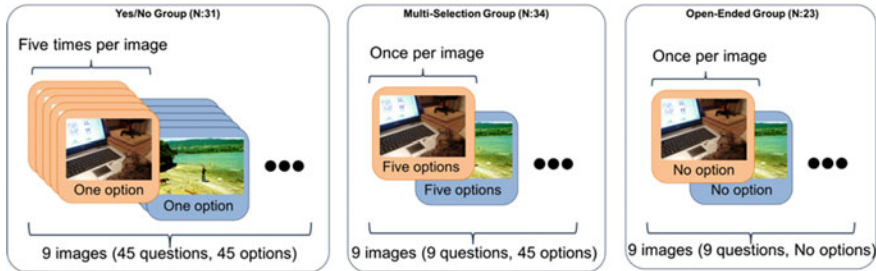 Yes/No Group (N:31)
Five times per image
One option
One option
9 images (45 questions, 45 options)
Multi-Selection Group (N:34)
Once per image
Five options
Five options
9 images (9 questions, 45 options)
Open-Ended Group (N:23)
Once per image
No option
No option
9 images (9 questions, No options)